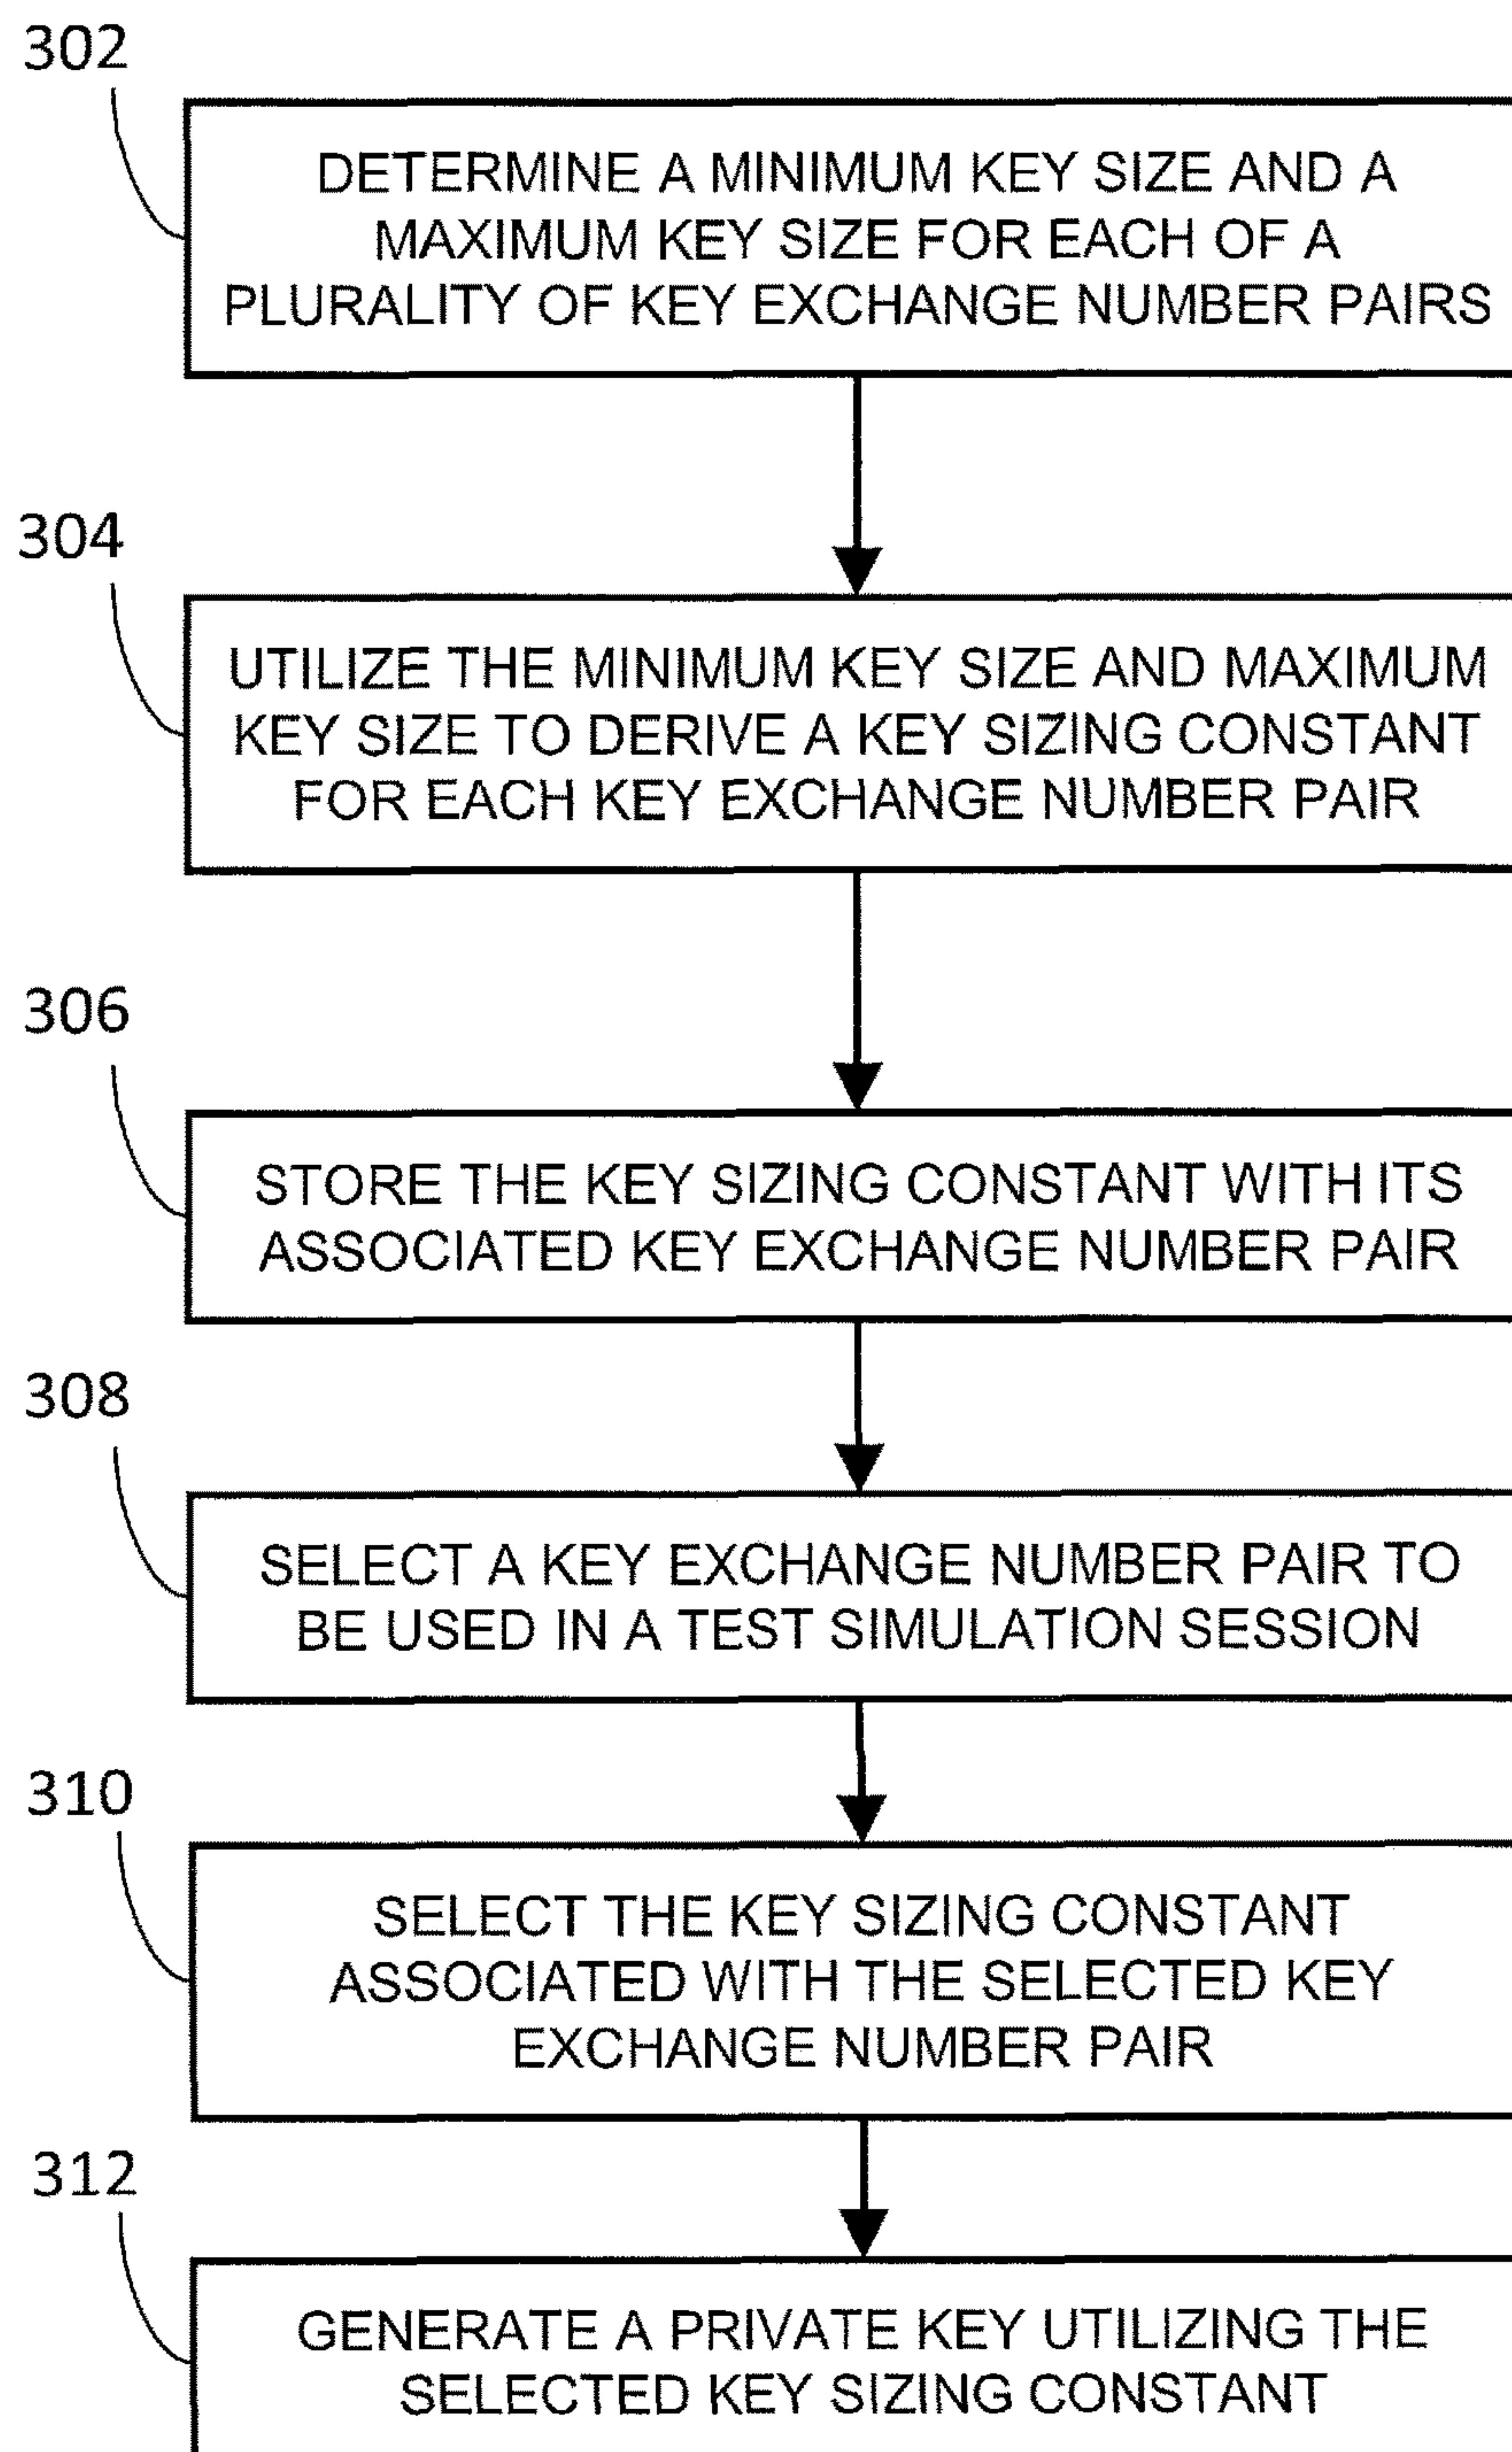 302
DETERMINE A MINIMUM KEY SIZE AND A
MAXIMUM KEY SIZE FOR EACH OF A
PLURALITY OF KEY EXCHANGE NUMBER PAIRS
304
UTILIZE THE MINIMUM KEY SIZE AND MAXIMUM
KEY SIZE TO DERIVE A KEY SIZING CONSTANT
FOR EACH KEY EXCHANGE NUMBER PAIR
306
STORE THE KEY SIZING CONSTANT WITH ITS
ASSOCIATED KEY EXCHANGE NUMBER PAIR
308
SELECT A KEY EXCHANGE NUMBER PAIR TO
BE USED IN A TEST SIMULATION SESSION
310
SELECT THE KEY SIZING CONSTANT
ASSOCIATED WITH THE SELECTED KEY
EXCHANGE NUMBER PAIR
312
GENERATE A PRIVATE KEY UTILIZING THE
SELECTED KEY SIZING CONSTANT